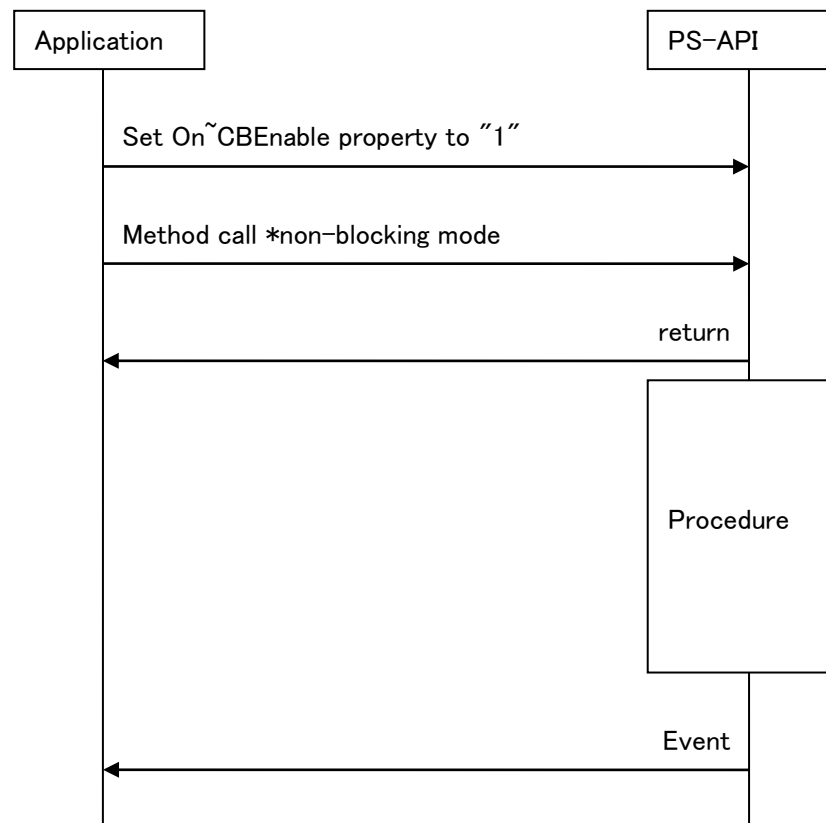 Application
PS-API
Set On~CBEnable property to "1"
Method call *non-blocking mode
return
Procedure
Event